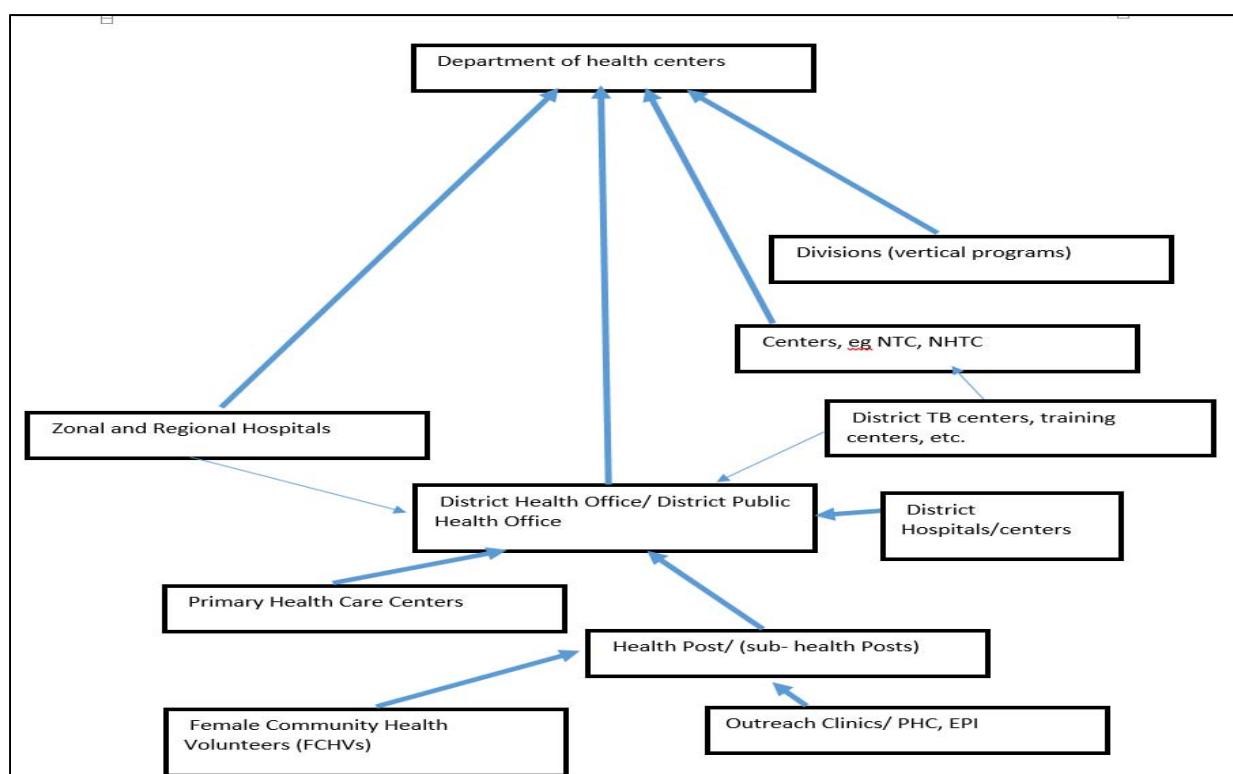 Department of health centers
Divisions (vertical programs)
Centers, eg NTC, NHTC
Zonal and Regional Hospitals
District TB centers, training
centers, etc.
District Health Office/ District Public
Health Office
District
Hospitals/centers
Primary Health Care Centers
Health Post/ (sub- health Posts)
Female Community Health
Volunteers (FCHVs)
Outreach Clinics/ PHC, EPI